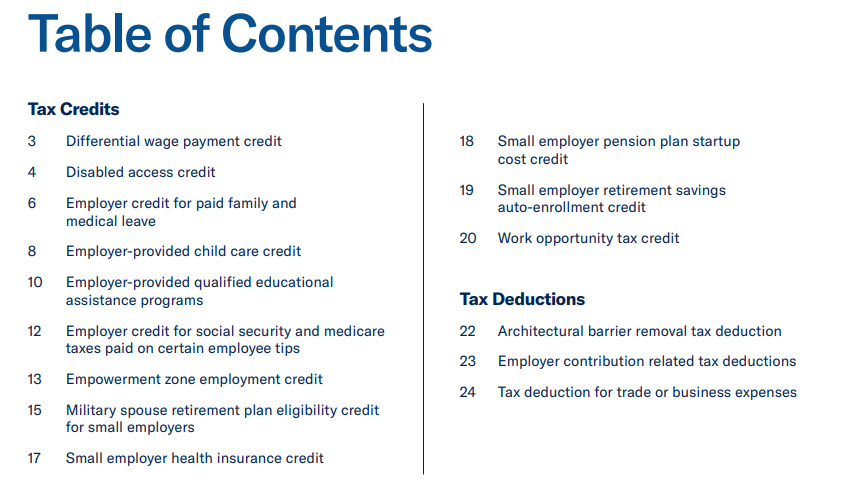 Table of Contents
Tax Credits
3 Differential wage payment credit
4 Disabled access credit
6 Employer credit for paid family and
medical leave
8 Employer-provided child care credit
10 Employer-provided qualified educational
assistance programs
12 Employer credit for social security and medicare
taxes paid on certain employee tips
13 Empowerment zone employment credit
15 Military spouse retirement plan eligibility credit
for small employers
17 Small employer health insurance credit
18 Small employer pension plan startup
cost credit
19 Small employer retirement savings
auto-enrollment credit
20 Work opportunity tax credit
Tax Deductions
22 Architectural barrier removal tax deduction
23 Employer contribution related tax deductions
24 Tax deduction for trade or business expenses